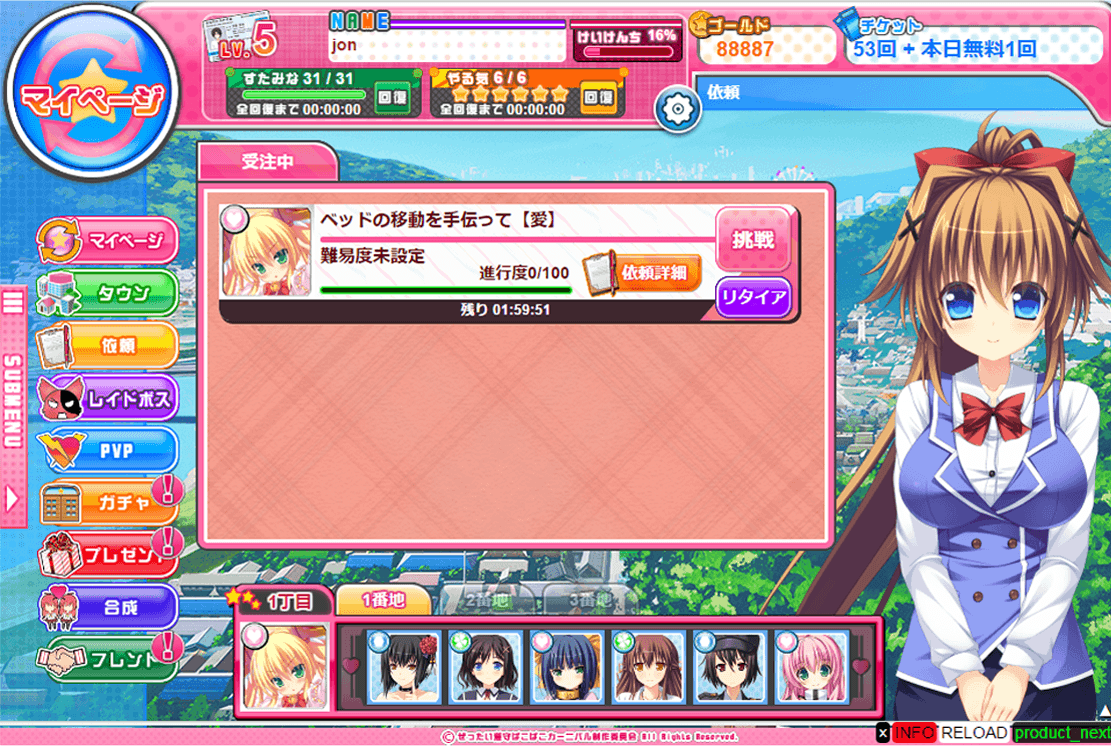 マイページ
LV.5
NAME
jon
けいけんち 16%
ゴールド
88887
チケット
53回 + 本日無料1回
すたみな 31 / 31
全回復まで 00:00:00
回復
やる気 6 / 6
全回復まで 00:00:00
回復
依頼
受注中
ベッドの移動を手伝って【愛】
難易度未設定
進行度0/100
依頼詳細
挑戦
リタイア
残り 01:59:51
SUBMENU
マイページ
タウン
依頼
レイドボス
PVP
ガチャ
プレゼント
合成
フレンド
1丁目
1番地
2番地
3番地
All Rights Reserved.
x INFO RELOAD product_next